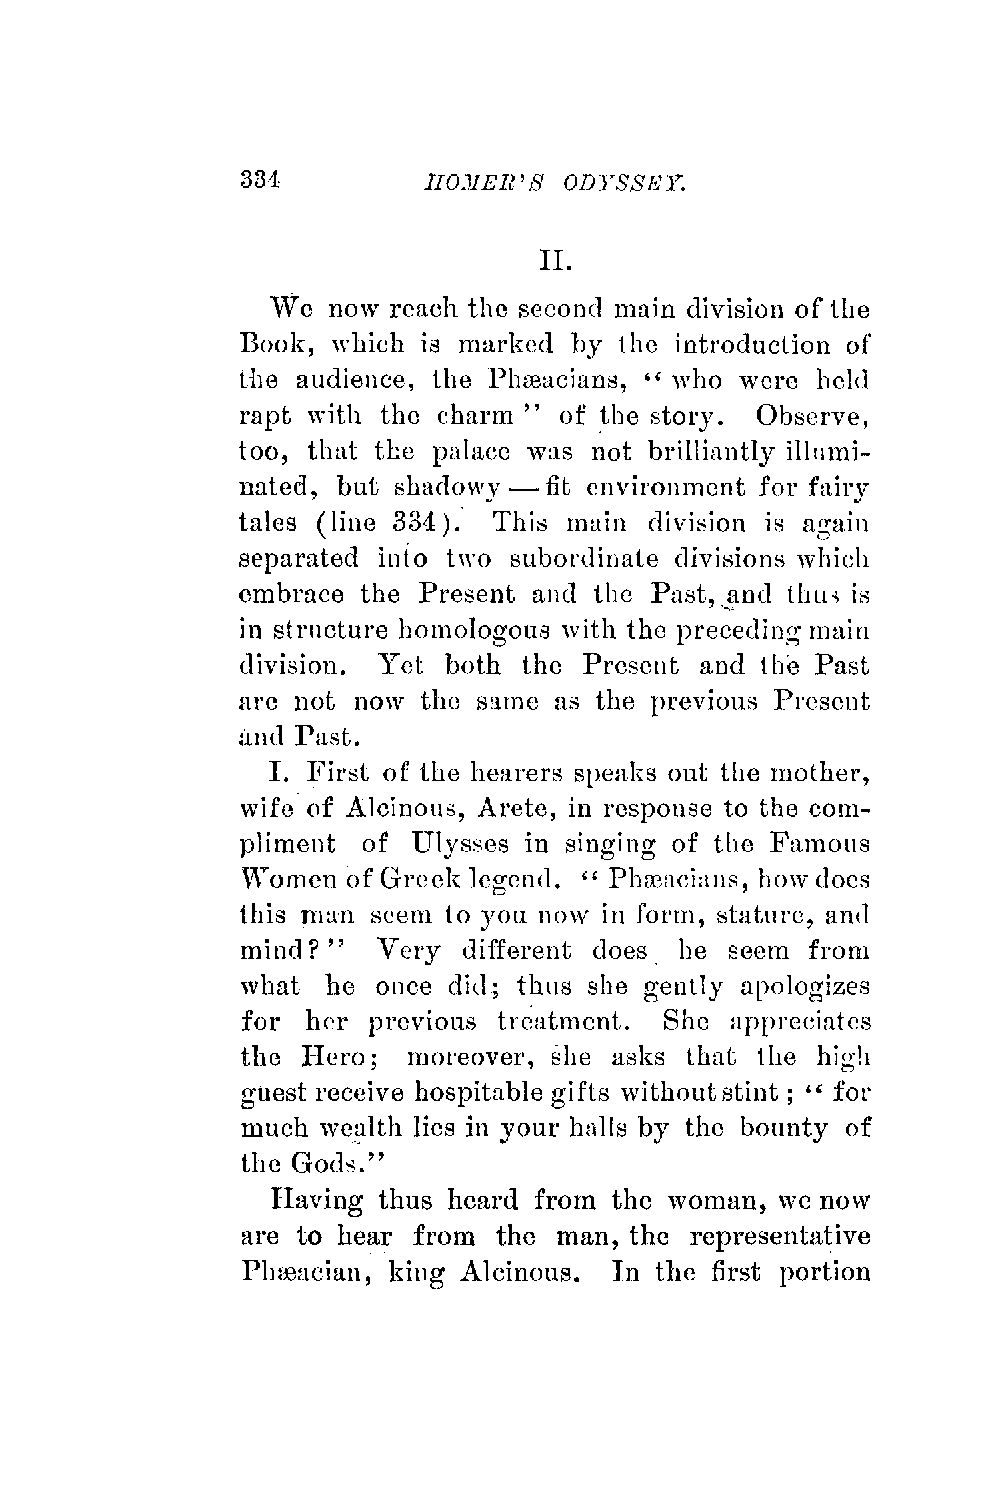 334 HOMER'S ODYSSEY.
II.
We now reach the second main division of the
Book, which is marked by the introduction of
the audience, the Phæacians, “ who were held
rapt with the charm ” of the story. Observe,
too, that the palace was not brilliantly illumi-
nated, but shadowy — fit environment for fairy
tales (line 334). This main division is again
separated into two subordinate divisions which
embrace the Present and the Past, and thus is
in structure homologous with the preceding main
division. Yet both the Present and the Past
are not now the same as the previous Present
and Past.
I. First of the hearers speaks out the mother,
wife of Alcinous, Arete, in response to the com-
pliment of Ulysses in singing of the Famous
Women of Greek legend. “ Phæacians, how does
this man seem to you now in form, stature, and
mind? ” Very different does he seem from
what he once did; thus she gently apologizes
for her previous treatment. She appreciates
the Hero; moreover, she asks that the high
guest receive hospitable gifts without stint ; “ for
much wealth lies in your halls by the bounty of
the Gods.”
Having thus heard from the woman, we now
are to hear from the man, the representative
Phæacian, king Alcinous. In the first portion